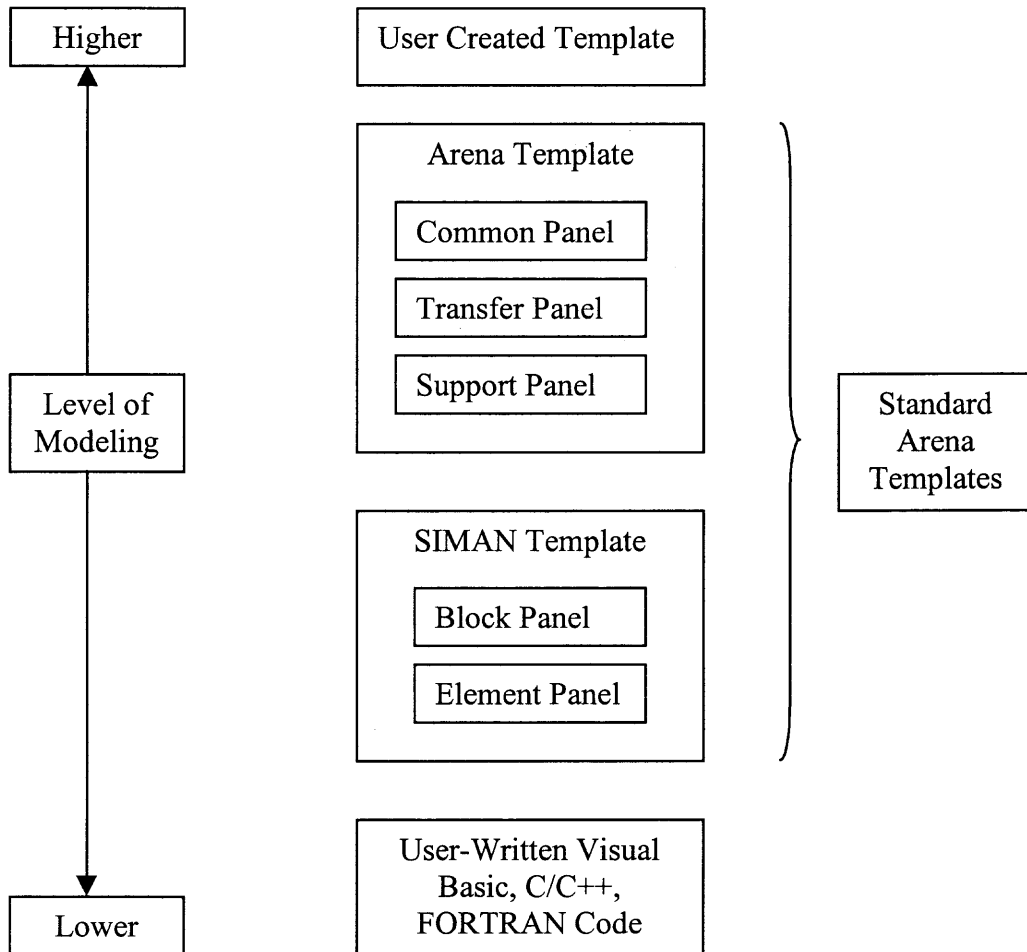 Higher
User Created Template
Arena Template
Common Panel
Transfer Panel
Support Panel
Level of
Modeling
Standard
Arena
Templates
SIMAN Template
Block Panel
Element Panel
User-Written Visual
Basic, C/C++,
FORTRAN Code
Lower